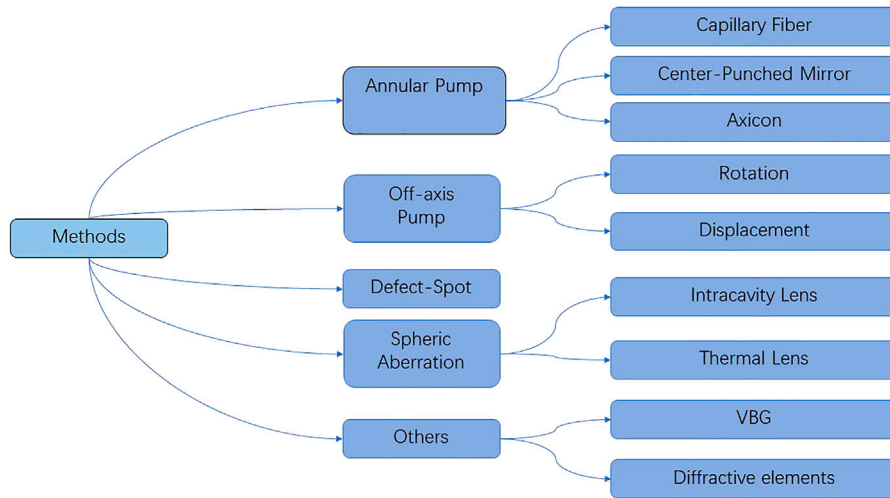 Methods
Annular Pump
Capillary Fiber
Center-Punched Mirror
Axicon
Off-axis
Pump
Rotation
Displacement
Defect-Spot
Spheric
Aberration
Intracavity Lens
Thermal Lens
Others
VBG
Diffractive elements